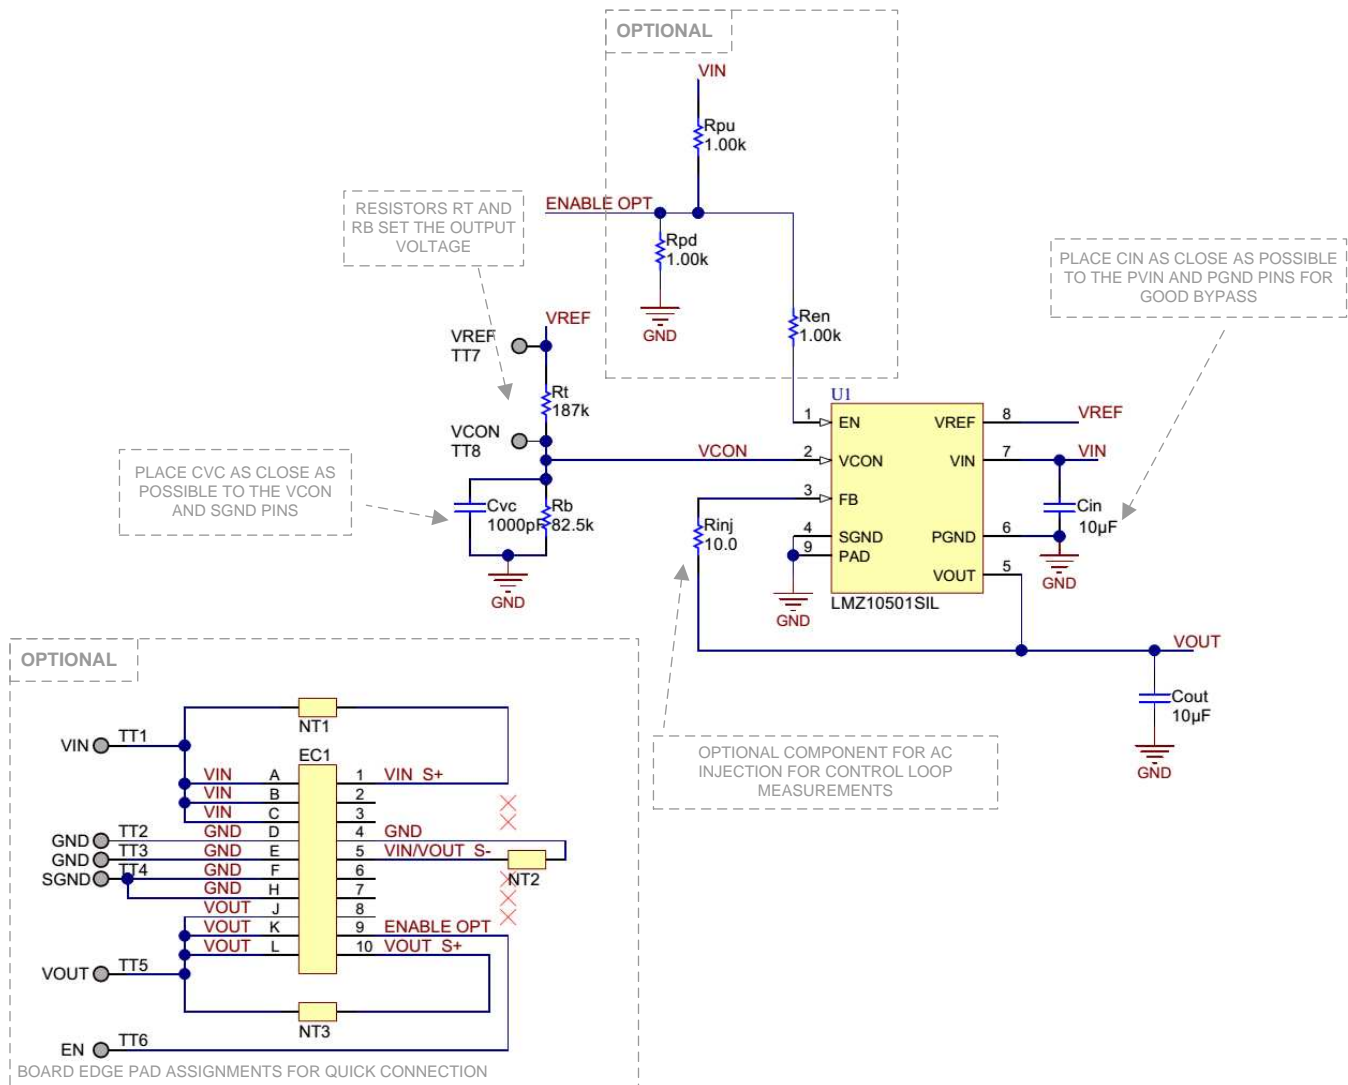 OPTIONAL
VIN
Rpu
1.00k
ENABLE OPT
Rpd
1.00k
GND
Ren
1.00k
RESISTORS RT AND
RB SET THE OUTPUT
VOLTAGE
PLACE CIN AS CLOSE AS POSSIBLE
TO THE PVIN AND PGND PINS FOR
GOOD BYPASS
VREF
VREF
TT7
Rt
187k
VCON
TT8
VCON
PLACE CVC AS CLOSE AS
POSSIBLE TO THE VCON
AND SGND PINS
Cvc
1000pF
Rb
82.5k
GND
U1
1 EN
2 VCON
3 FB
4 SGND
9 PAD
VREF 8 VREF
VIN 7 VIN
PGND 6
VOUT 5
LMZ10501SIL
Cin
10µF
GND
GND
Rinj
10.0
VOUT
Cout
10µF
GND
OPTIONAL COMPONENT FOR AC
INJECTION FOR CONTROL LOOP
MEASUREMENTS
OPTIONAL
NT1
VIN TT1
EC1
VIN A 1 VIN_S+
VIN B 2
VIN C 3
GND TT2 GND D 4 GND
GND TT3 GND E 5 VIN/VOUT_S-
SGND TT4 GND F 6
NT2
GND H 7
VOUT J 8
VOUT K 9 ENABLE OPT
VOUT L 10 VOUT_S+
VOUT TT5
NT3
EN TT6
BOARD EDGE PAD ASSIGNMENTS FOR QUICK CONNECTION